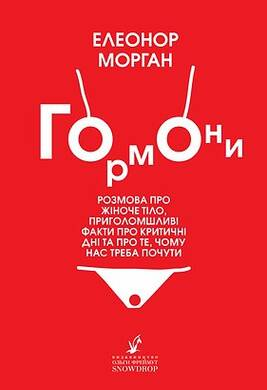 ЕЛЕОНОР
МОРГАН
ГОрмОни
РОЗМОВА ПРО
ЖІНОЧЕ ТІЛО,
ПРИГОЛОМШЛИВІ
ФАКТИ ПРО КРИТИЧНІ
ДНІ ТА ПРО ТЕ, ЧОМУ
НАС ТРЕБА ПОЧУТИ
ВИДАВНИЦТВО
ОЛЬГИ ФРЕЙМУТ
SNOWDROP